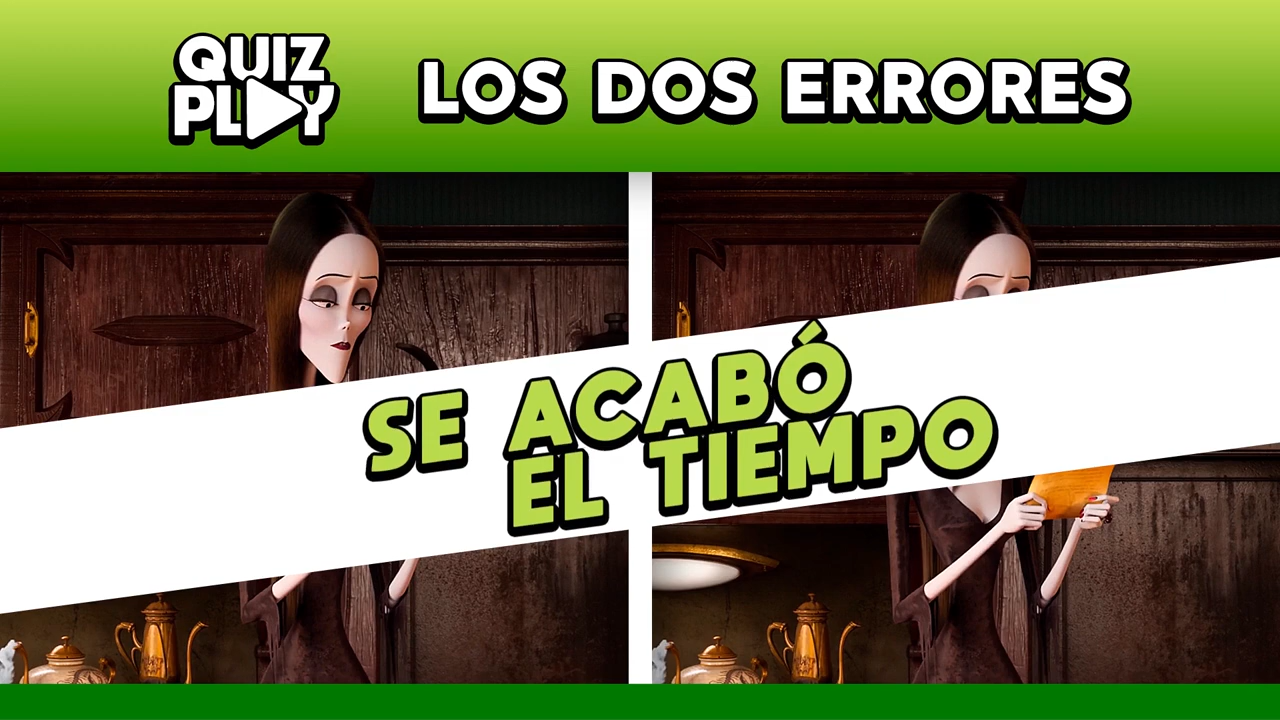 QUIZ
PLAY
LOS DOS ERRORES
SE ACABÓ
EL TIEMPO